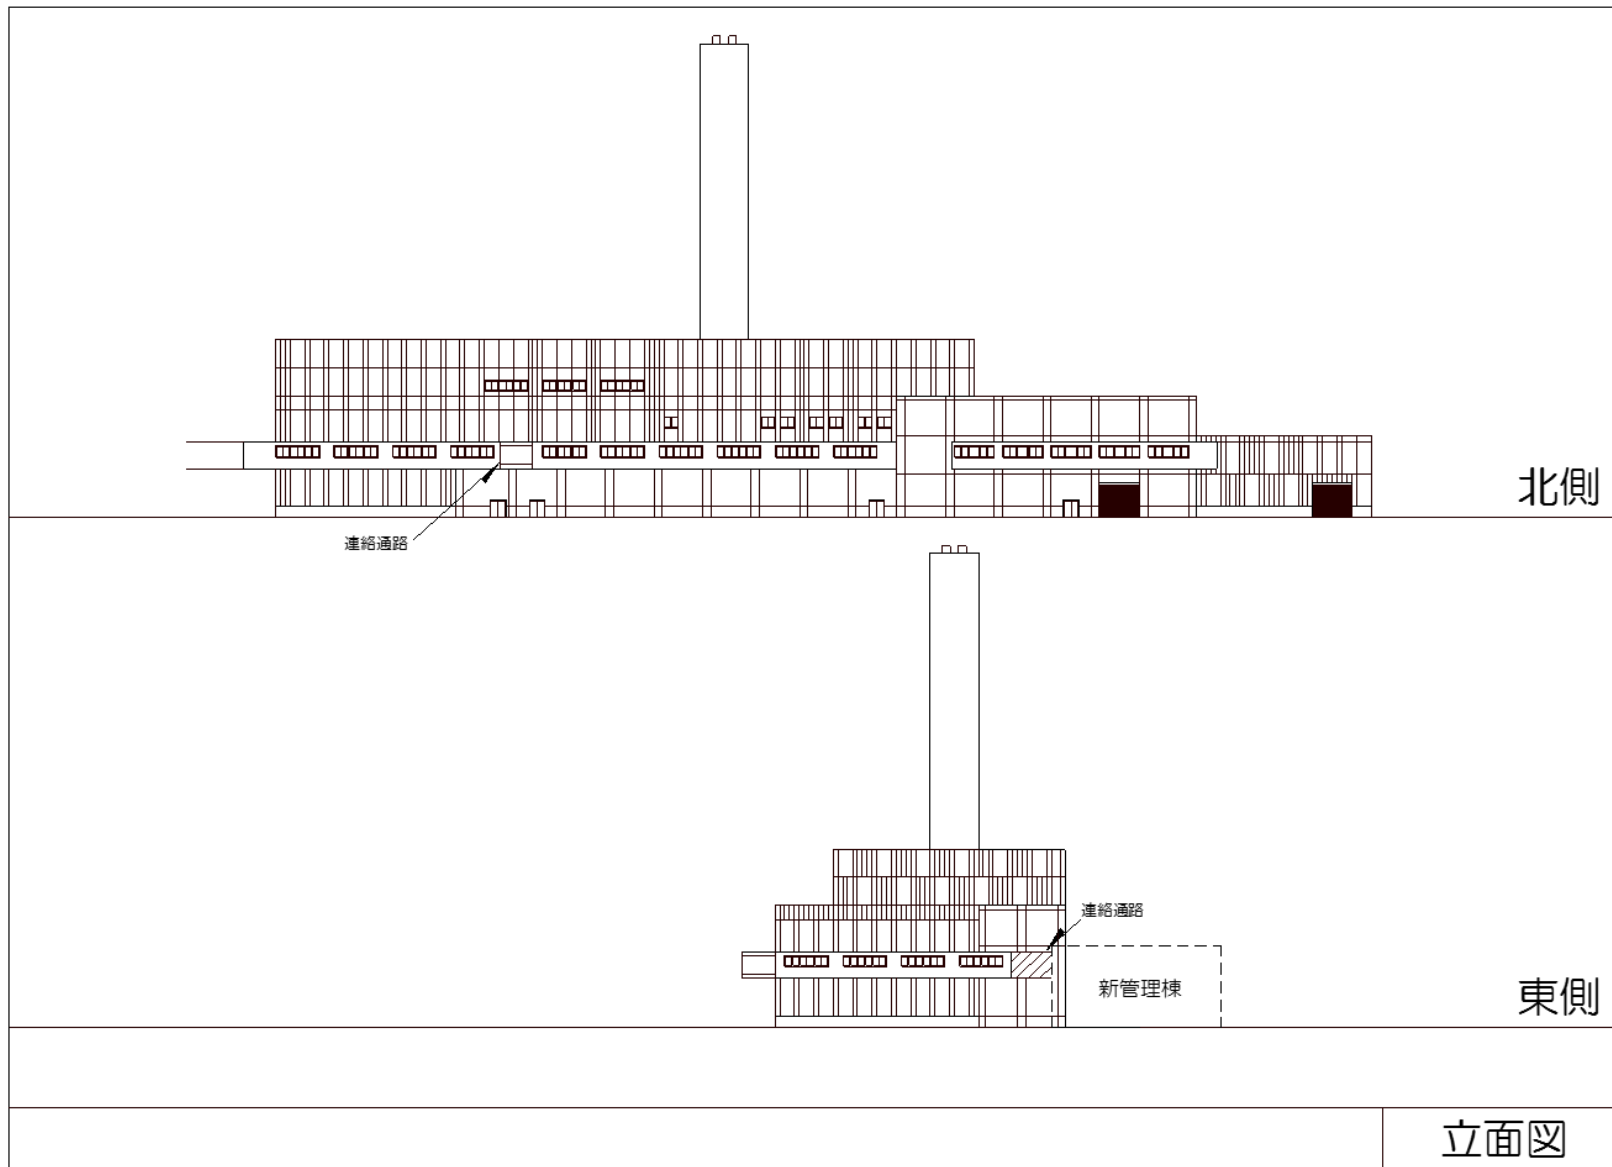 北側
連絡通路
連絡通路
新管理棟
東側
立面図